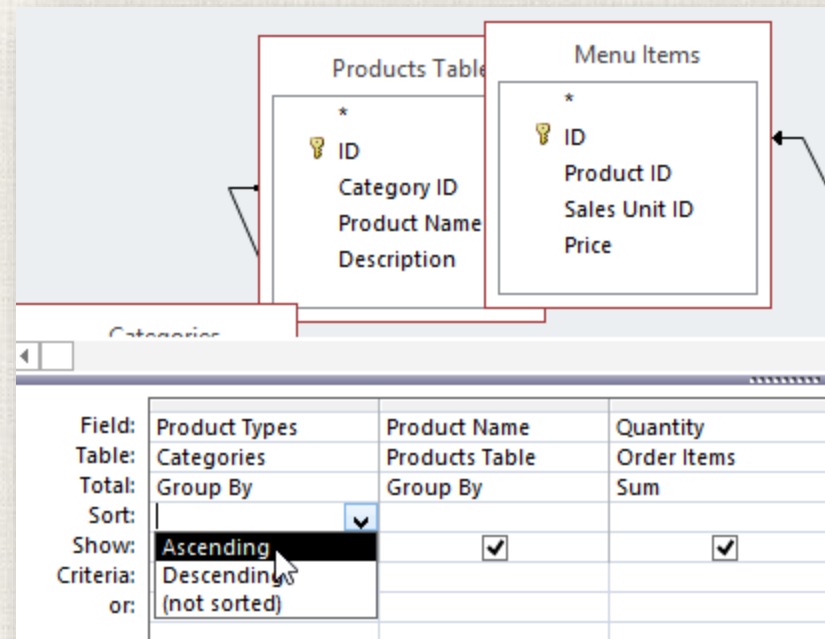 Products Table
*
ID
Category ID
Product Name
Description
Menu Items
*
ID
Product ID
Sales Unit ID
Price
Categories
Field: Product Types Product Name Quantity
Table: Categories Products Table Order Items
Total: Group By Group By Sum
Sort:
Show: Ascending
Criteria: Descending
or: (not sorted)